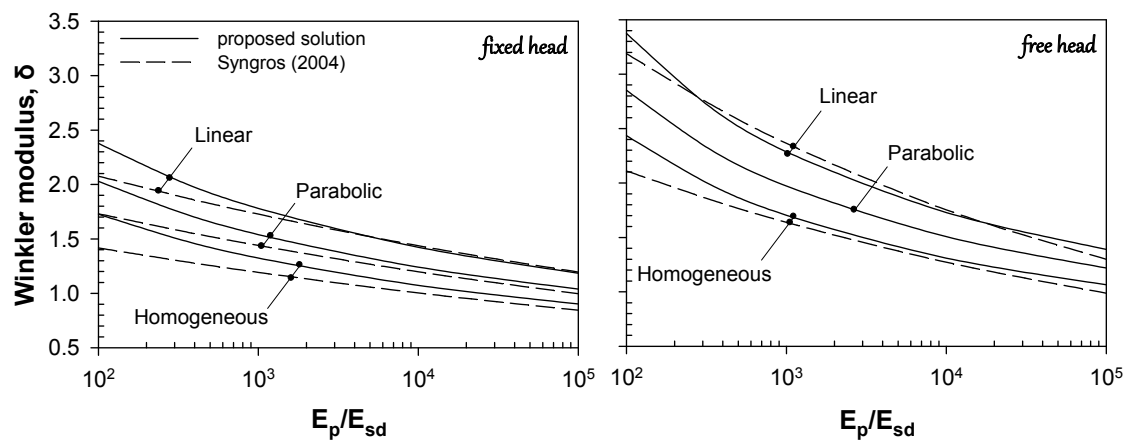 3.5
3.0
2.5
2.0
1.5
1.0
0.5
Winkler modulus, δ
proposed solution
Syngros (2004)
fixed head
Linear
Parabolic
Homogeneous
10² 10³ 10⁴ 10⁵
Eₚ/E_sd
free head
Linear
Parabolic
Homogeneous
10² 10³ 10⁴ 10⁵
Eₚ/E_sd